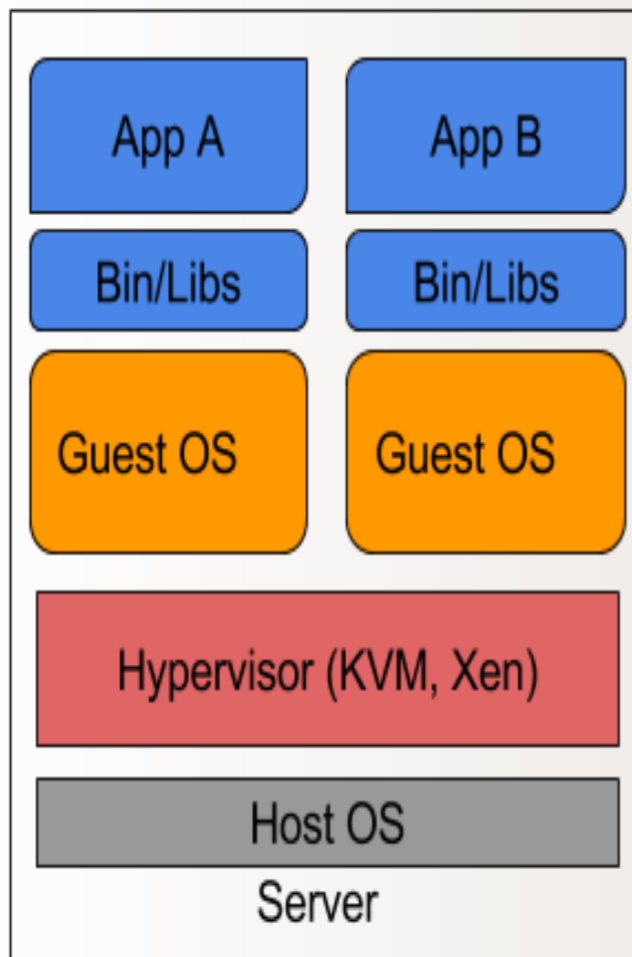 App A
App B
Bin/Libs
Bin/Libs
Guest OS
Guest OS
Hypervisor (KVM, Xen)
Host OS
Server